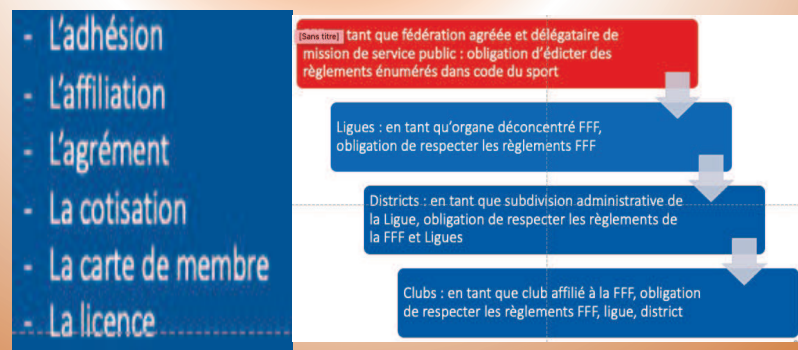 - L'adhésion
- L'affiliation
- L'agrément
- La cotisation
- La carte de membre
- La licence
[Sans titre] tant que fédération agréée et délégataire de
mission de service public : obligation d'édicter des
règlements énumérés dans code du sport
Ligues : en tant qu'organe déconcentré FFF,
obligation de respecter les règlements FFF
Districts : en tant que subdivision administrative de
la Ligue, obligation de respecter les règlements de
la FFF et Ligues
Clubs : en tant que club affilié à la FFF, obligation
de respecter les règlements FFF, ligue, district